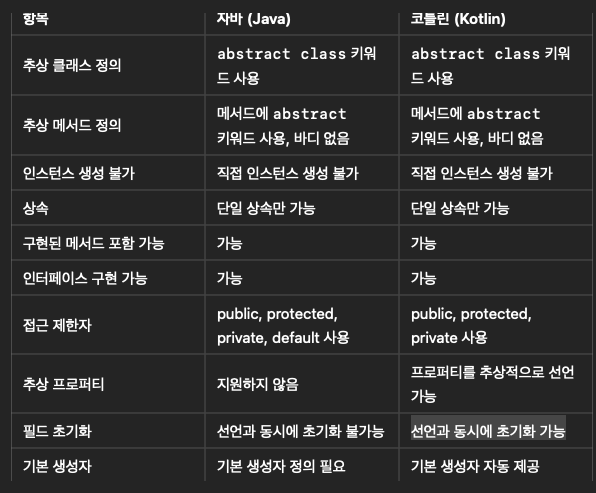 항목 자바 (Java) 코틀린 (Kotlin)
추상 클래스 정의 abstract class 키워드 사용 abstract class 키워드 사용
추상 메서드 정의 메서드에 abstract 키워드 사용, 바디 없음 메서드에 abstract 키워드 사용, 바디 없음
인스턴스 생성 불가 직접 인스턴스 생성 불가 직접 인스턴스 생성 불가
상속 단일 상속만 가능 단일 상속만 가능
구현된 메서드 포함 가능 가능 가능
인터페이스 구현 가능 가능 가능
접근 제한자 public, protected, private, default 사용 public, protected, private 사용
추상 프로퍼티 지원하지 않음 프로퍼티를 추상적으로 선언 가능
필드 초기화 선언과 동시에 초기화 불가능 선언과 동시에 초기화 가능
기본 생성자 기본 생성자 정의 필요 기본 생성자 자동 제공